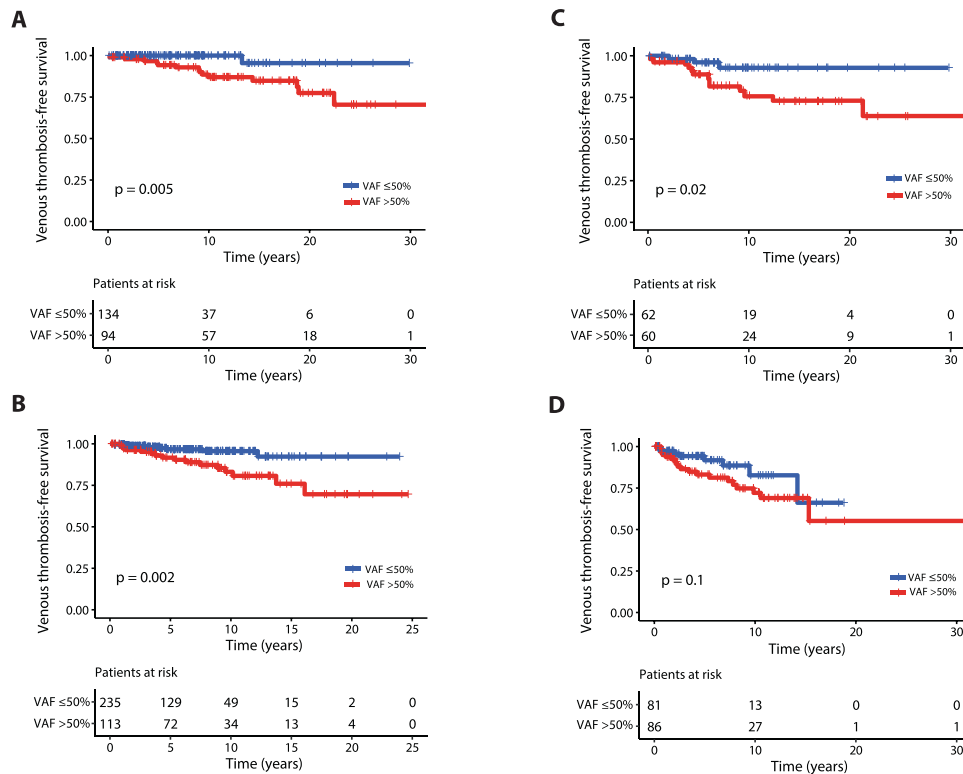 A
Venous thrombosis-free survival
1.00
0.75
0.50
0.25
0.00
p = 0.005
VAF ≤50%
VAF >50%
0 10 20 30
Time (years)
Patients at risk
VAF ≤50% 134 37 6 0
VAF >50% 94 57 18 1
0 10 20 30
Time (years)
B
Venous thrombosis-free survival
1.00
0.75
0.50
0.25
0.00
p = 0.002
VAF ≤50%
VAF >50%
0 5 10 15 20 25
Time (years)
Patients at risk
VAF ≤50% 235 129 49 15 2 0
VAF >50% 113 72 34 13 4 0
0 5 10 15 20 25
Time (years)
C
Venous thrombosis-free survival
1.00
0.75
0.50
0.25
0.00
p = 0.02
VAF ≤50%
VAF >50%
0 10 20 30
Time (years)
Patients at risk
VAF ≤50% 62 19 4 0
VAF >50% 60 24 9 1
0 10 20 30
Time (years)
D
Venous thrombosis-free survival
1.00
0.75
0.50
0.25
0.00
p = 0.1
VAF ≤50%
VAF >50%
0 10 20 30
Time (years)
Patients at risk
VAF ≤50% 81 13 0 0
VAF >50% 86 27 1 1
0 10 20 30
Time (years)